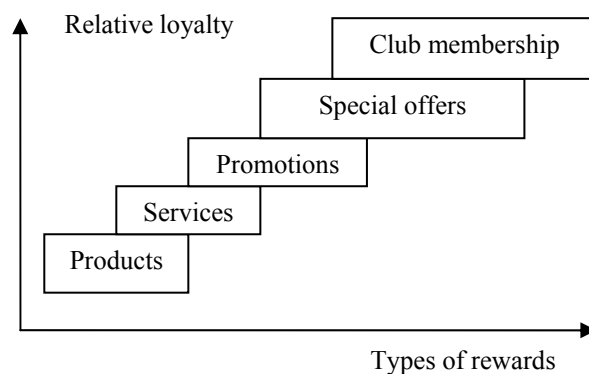 Relative loyalty
Club membership
Special offers
Promotions
Services
Products
Types of rewards